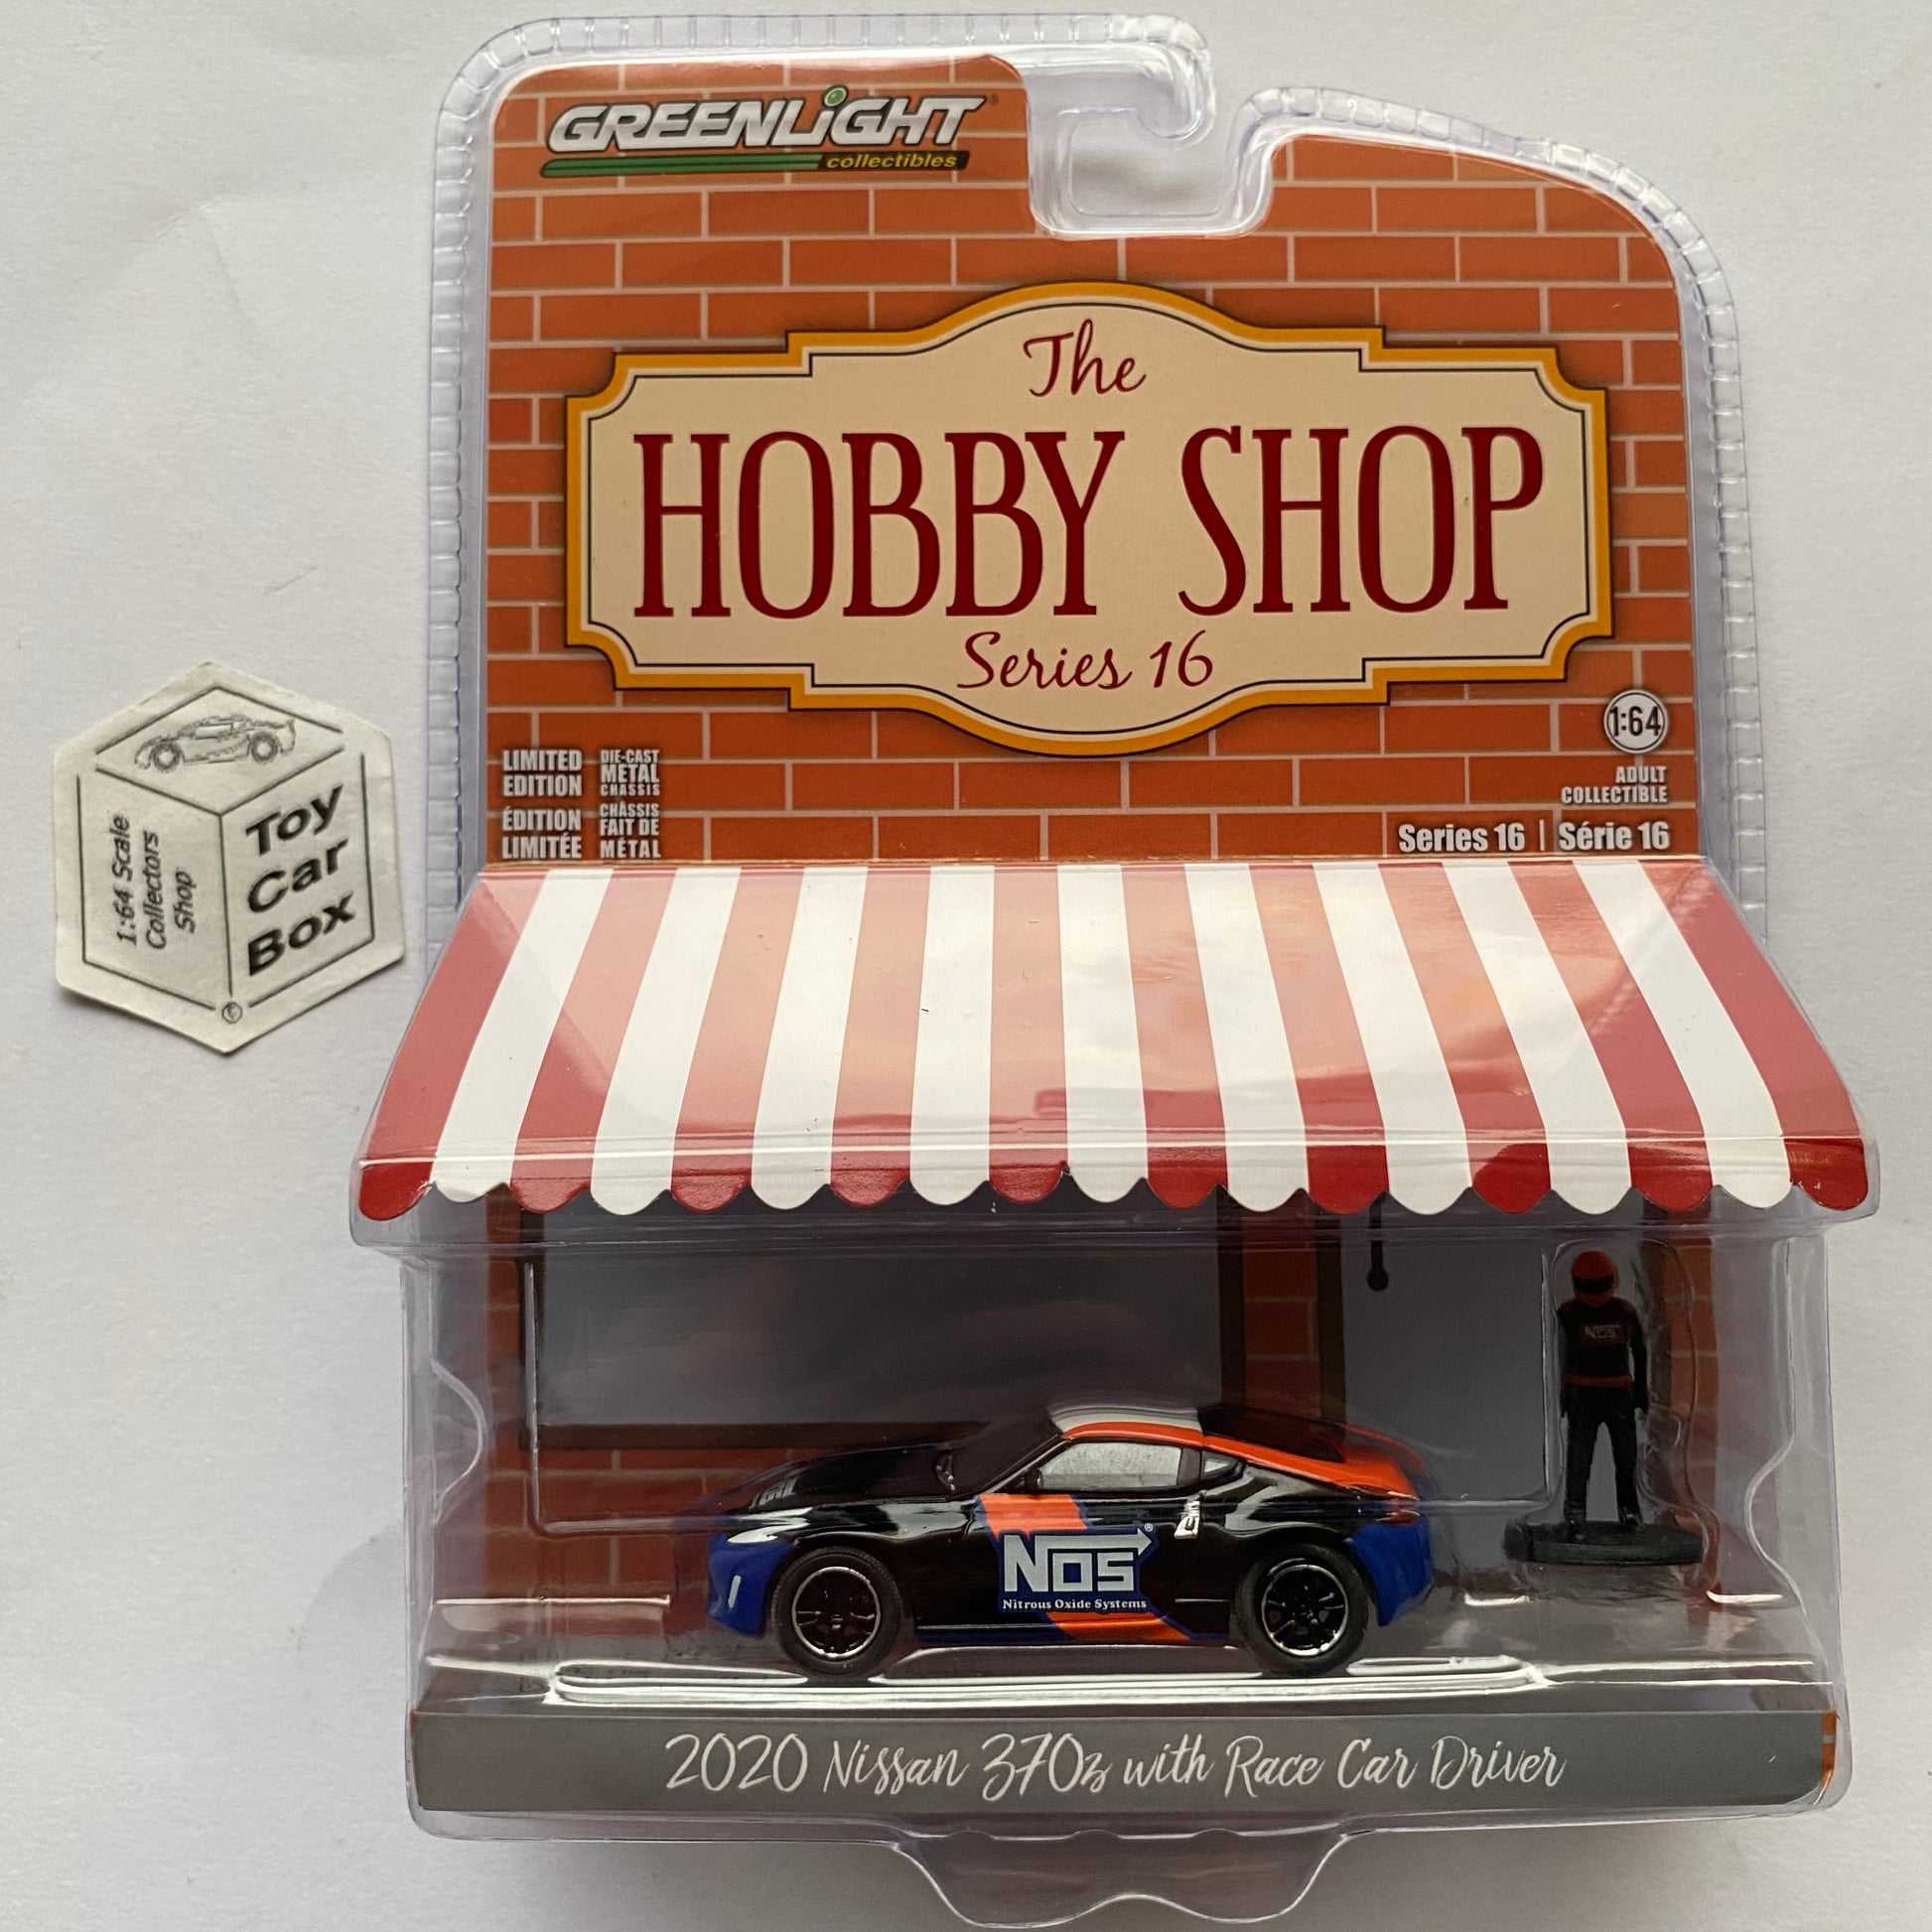 GREENLiGHT®
collectibles
The
HOBBY SHOP
Series 16
1:64
ADULT
COLLECTIBLE
Series 16 | Série 16
LIMITED
EDITION
ÉDITION
LIMITÉE
DIE-CAST
METAL
CHASSIS
CHÂSSIS
FAIT DE
MÉTAL
1:64 Scale
Collectors
Shop
Toy
Car
Box
NOS
NOS®
Nitrous Oxide Systems
2020 Nissan 370z with Race Car Driver